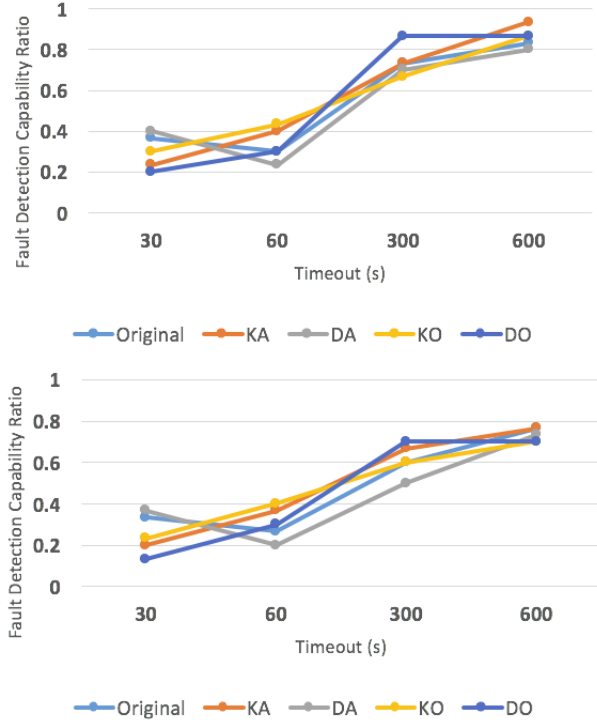 1
0.8
0.6
0.4
0.2
0
Fault Detection Capability Ratio
30 60 300 600
Timeout (s)
Original KA DA KO DO
1
0.8
0.6
0.4
0.2
0
Fault Detection Capability Ratio
30 60 300 600
Timeout (s)
Original KA DA KO DO